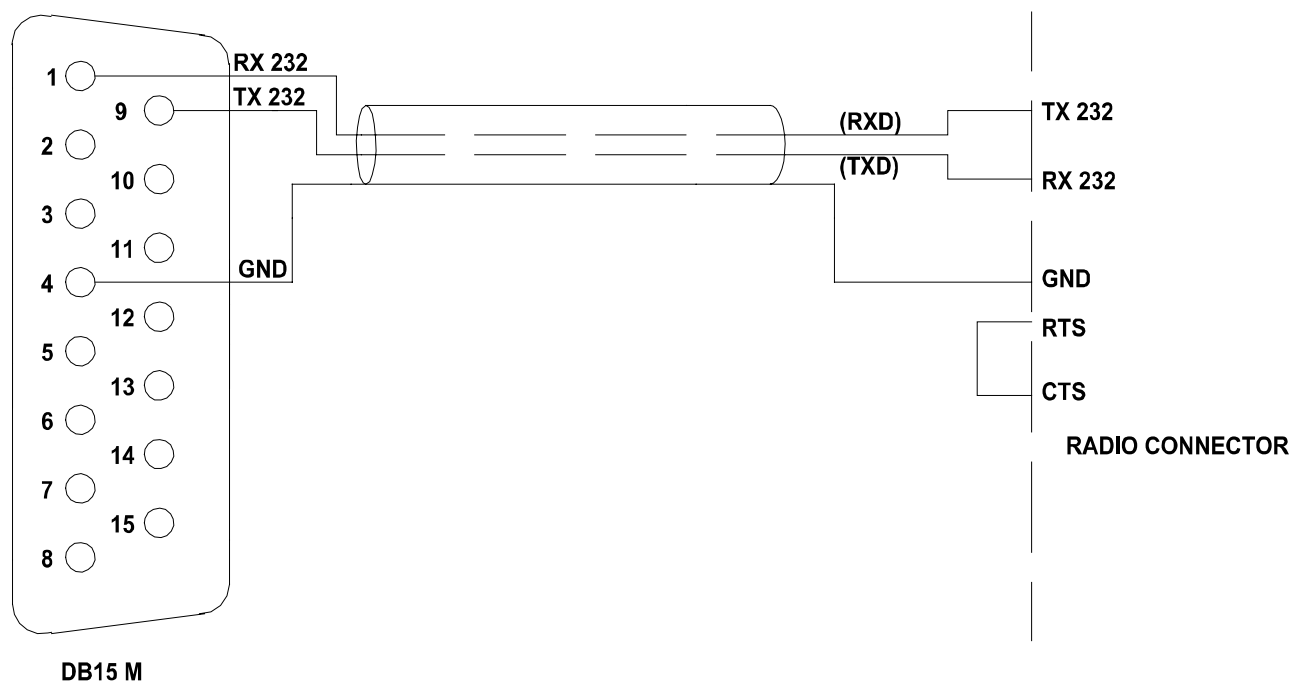 RX 232
1
TX 232
9
(RXD)
TX 232
2
(TXD)
10
RX 232
3
11
GND
4
GND
12
RTS
5
13
CTS
6
RADIO CONNECTOR
14
7
15
8
DB15 M